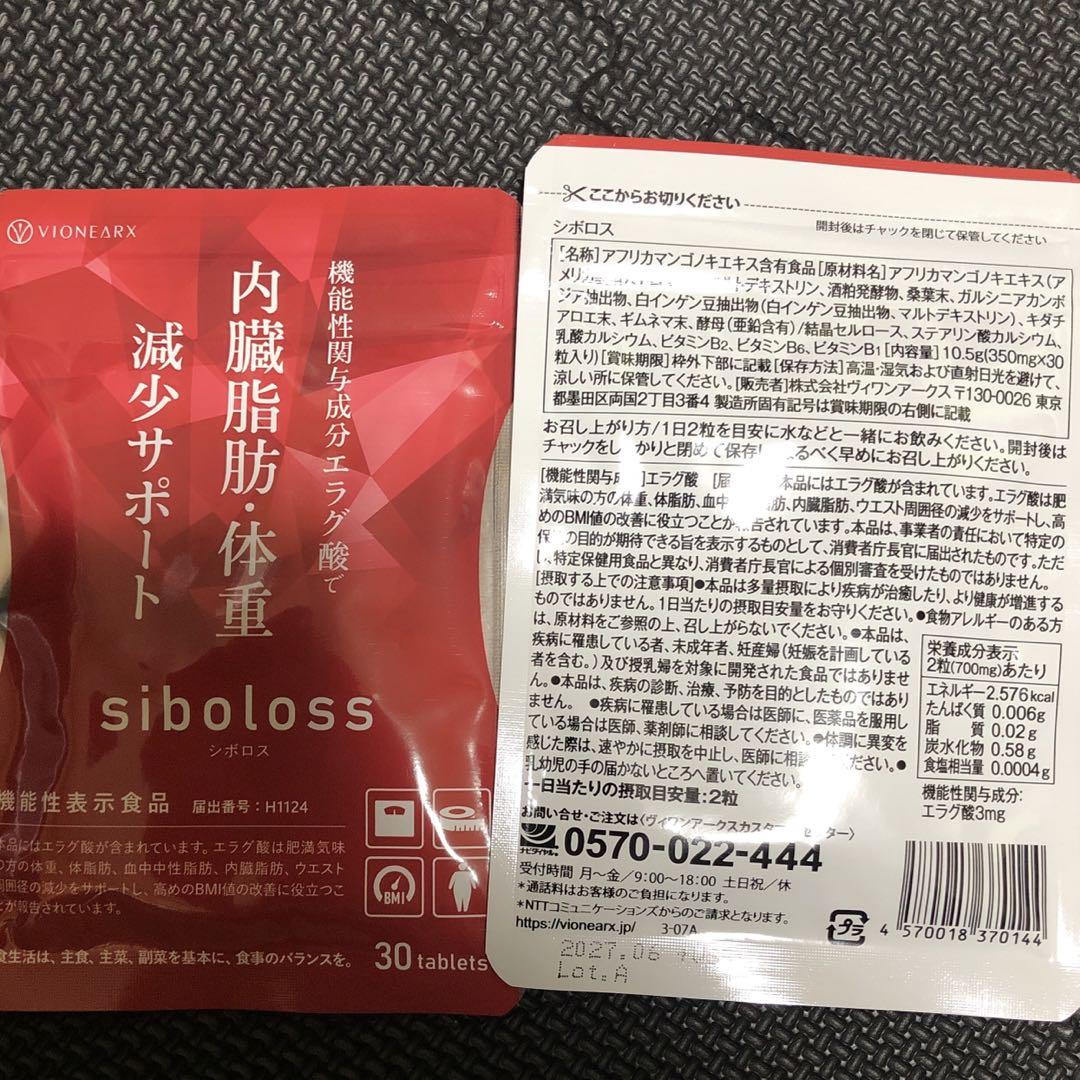 VIONEARX
機能性関与成分エラグ酸で
内臓脂肪・体重
減少サポート
siboloss
シボロス
機能性表示食品 届出番号：H1124
本品にはエラグ酸が含まれています。エラグ酸は肥満気味
の方の体重、体脂肪、血中中性脂肪、内臓脂肪、ウエスト
周囲径の減少をサポートし、高めのBMI値の改善に役立つこ
とが報告されています。
BMI
食生活は、主食、主菜、副菜を基本に、食事のバランスを。
30 tablets
ここからお切りください
開封後はチャックを閉じて保管してください
シボロス
[名称]アフリカマンゴノキエキス含有食品[原材料名]アフリカマンゴノキエキス(ア
メリカ デキストリン、酒粕発酵物、桑葉末、ガルシニアカンボ
ジア抽出物、白インゲン豆抽出物(白インゲン豆抽出物、マルトデキストリン)、キダチ
アロエ末、ギムネマ末、酵母(亜鉛含有)/結晶セルロース、ステアリン酸カルシウム、
乳酸カルシウム、ビタミンB2、ビタミンB6、ビタミンB1[内容量]10.5g(350mg×30
粒入り)[賞味期限]枠外下部に記載[保存方法]高温・湿気および直射日光を避けて、
涼しい所に保管してください。[販売者]株式会社ヴィワンアークス〒130-0026 東京
都墨田区両国2丁目3番4 製造所固有記号は賞味期限の右側に記載
お召し上がり方/1日2粒を目安に水などと一緒にお飲みください。開封後は
チャックをしっかりと閉めて保存し、なるべく早めにお召し上がりください。
[機能性関与成 ]エラグ酸 [届 本品にはエラグ酸が含まれています。エラグ酸は肥
満気味の方の体重、体脂肪、血中 脂肪、内臓脂肪、ウエスト周囲径の減少をサポートし、高
めのBMI値の改善に役立つことが報告されています。本品は、事業者の責任において特定の
保 の目的が期待できる旨を表示するものとして、消費者庁長官に届出されたものです。ただ
し、特定保健用食品と異なり、消費者庁長官による個別審査を受けたものではありません。
[摂取する上での注意事項]●本品は多量摂取により疾病が治癒したり、より健康が増進する
ものではありません。1日当たりの摂取目安量をお守りください。●食物アレルギーのある方
は、原材料をご参照の上、召し上がらないでください。●本品は、
疾病に罹患している者、未成年者、妊産婦(妊娠を計画している
者を含む。)及び授乳婦を対象に開発された食品ではありませ
ん。●本品は、疾病の診断、治療、予防を目的としたものではあり
ません。●疾病に罹患している場合は医師に、医薬品を服用し
ている場合は医師、薬剤師に相談してください。●体調に異変を
感じた際は、速やかに摂取を中止し、医師に相談 ください。●
乳幼児の手の届かないところへ置いてください。
一日当たりの摂取目安量：2粒
栄養成分表示
2粒(700mg)あたり
エネルギー 2.576kcal
たんぱく質 0.006g
脂 質 0.02g
炭水化物 0.58g
食塩相当量 0.0004g
機能性関与成分：
エラグ酸3mg
お問い合せ・ご注文は〈ヴィワンアークスカスタマーセンター〉
ナビダイヤル
0570-022-444
受付時間 月〜金/9:00〜18:00 土日祝/休
*通話料はお客様のご負担になります。
*NTTコミュニケーションズからのご請求となります。
https://vionearx.jp/ 3-07A
プラ
4 570018 370144
2027.06
Lot.A